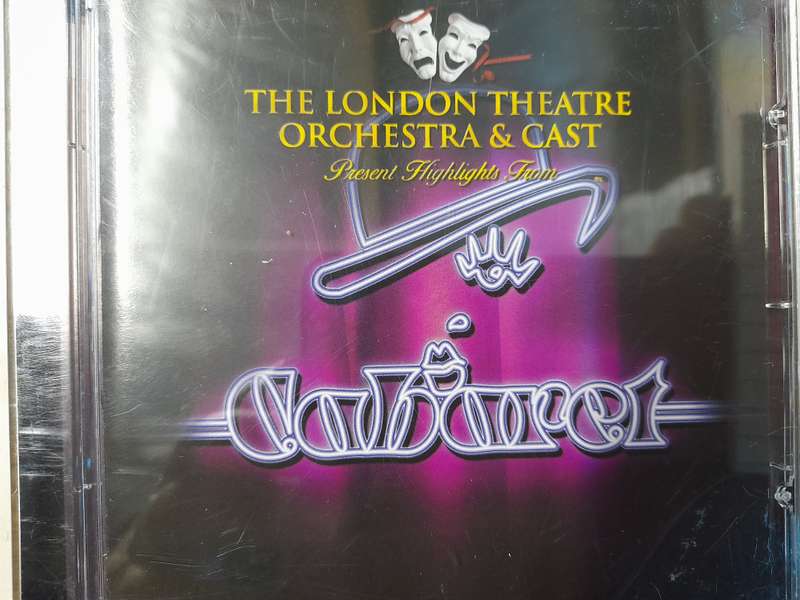 THE LONDON THEATRE
ORCHESTRA & CAST
Present Highlights From
Cabaret